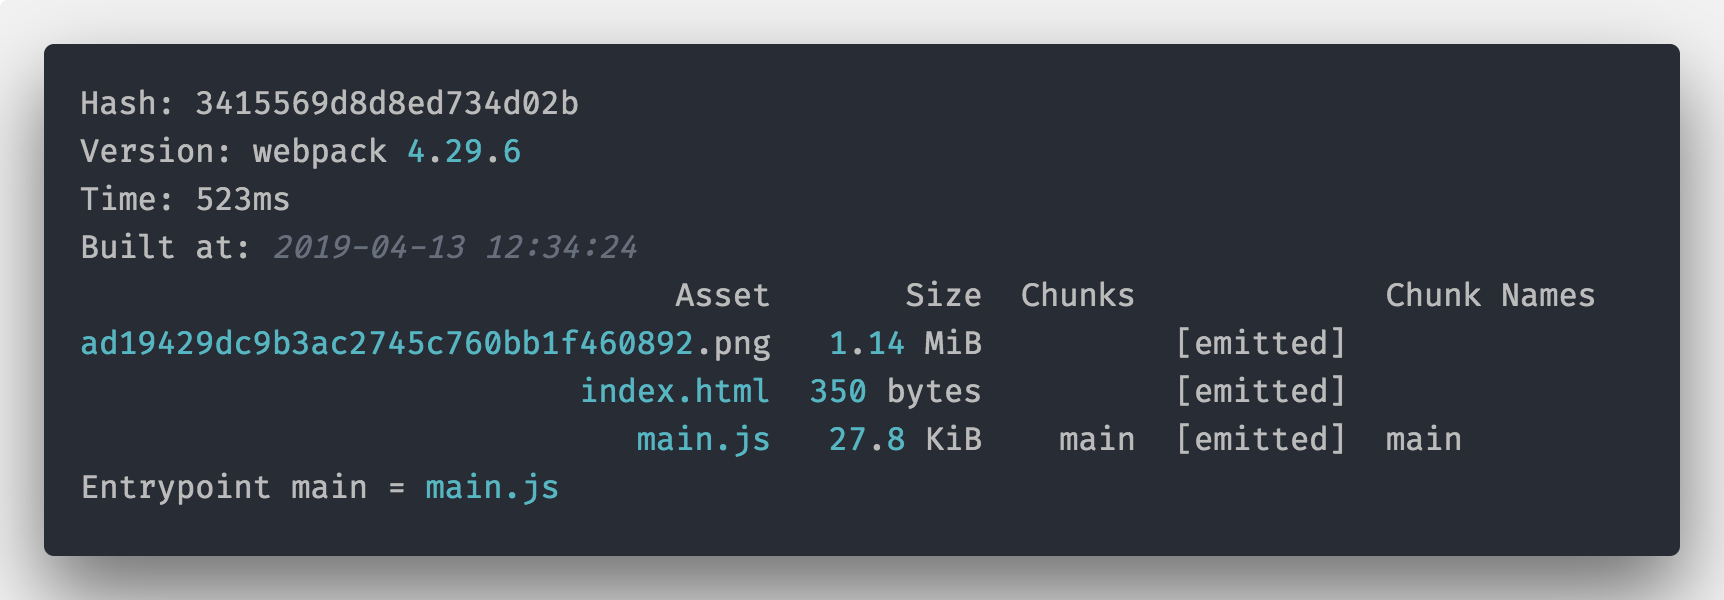 Hash: 3415569d8d8ed734d02b
Version: webpack 4.29.6
Time: 523ms
Built at: 2019-04-13 12:34:24
Asset Size Chunks Chunk Names
ad19429dc9b3ac2745c760bb1f460892.png 1.14 MiB [emitted]
index.html 350 bytes [emitted]
main.js 27.8 KiB main [emitted] main
Entrypoint main = main.js